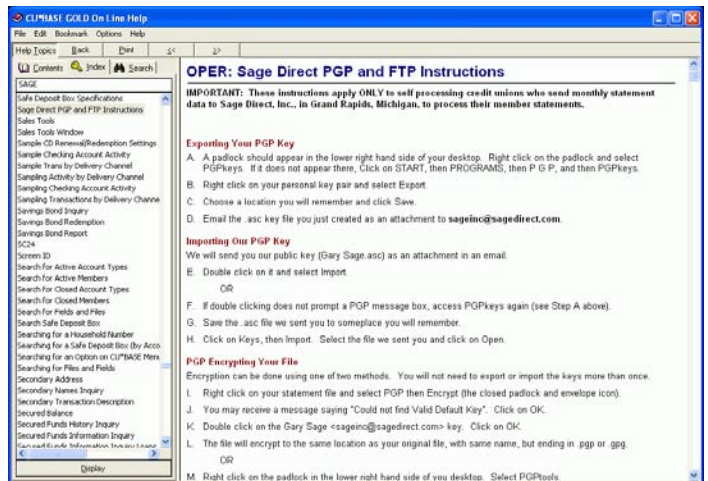 CU*BASE GOLD On Line Help
File Edit Bookmark Options Help
Help Topics Back Print << >>
Contents Index Search
SAGE
Safe Deposit Box Specifications
Sage Direct PGP and FTP Instructions
Sales Tools
Sales Tools Window
Sample CD Renewal/Redemption Settings
Sample Checking Account Activity
Sample Trans by Delivery Channel
Sampling Activity by Delivery Channel
Sampling Checking Account Activity
Sampling Transactions by Delivery Channe
Savings Bond Inquiry
Savings Bond Redemption
Savings Bond Report
SC24
Screen ID
Search for Active Account Types
Search for Active Members
Search for Closed Account Types
Search for Closed Members
Search for Fields and Files
Search Safe Deposit Box
Searching for a Household Number
Searching for a Safe Deposit Box (by Acco
Searching for an Option on CU*BASE Men
Searching for Files and Fields
Secondary Address
Secondary Names Inquiry
Secondary Transaction Description
Secured Balance
Secured Funds History Inquiry
Secured Funds Information Inquiry
Display
OPER: Sage Direct PGP and FTP Instructions
IMPORTANT: These instructions apply ONLY to self processing credit unions who send monthly statement
data to Sage Direct, Inc., in Grand Rapids, Michigan, to process their member statements.
Exporting Your PGP Key
A. A padlock should appear in the lower right hand side of your desktop. Right click on the padlock and select
PGPkeys. If it does not appear there, Click on START, then PROGRAMS, then P G P, and then PGPkeys.
B. Right click on your personal key pair and select Export.
C. Choose a location you will remember and click Save.
D. Email the .asc key file you just created as an attachment to sageinc@sagedirect.com.
Importing Our PGP Key
We will send you our public key (Gary Sage.asc) as an attachment in an email.
E. Double click on it and select Import.
OR
F. If double clicking does not prompt a PGP message box, access PGPkeys again (see Step A above).
G. Save the .asc file we sent you to someplace you will remember.
H. Click on Keys, then Import. Select the file we sent you and click on Open.
PGP Encrypting Your File
Encryption can be done using one of two methods. You will not need to export or import the keys more than once.
I. Right click on your statement file and select PGP then Encrypt (the closed padlock and envelope icon).
J. You may receive a message saying "Could not find Valid Default Key". Click on OK.
K. Double click on the Gary Sage <sageinc@sagedirect.com> key. Click on OK.
L. The file will encrypt to the same location as your original file, with same name, but ending in .pgp or .gpg.
OR
M. Right click on the padlock in the lower right hand side of you desktop. Select PGPtools.